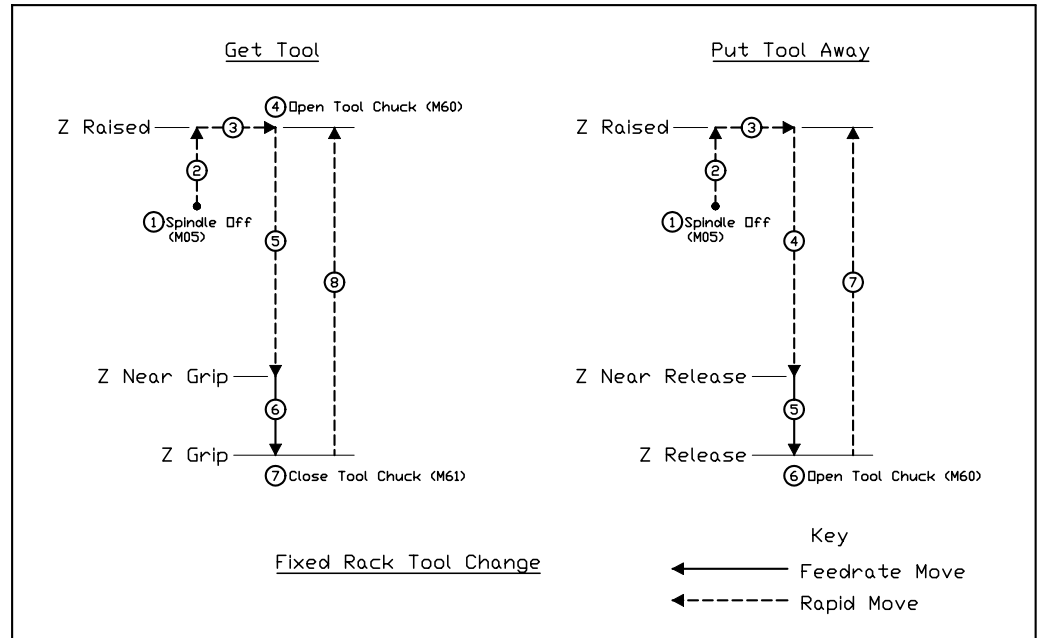 Get Tool
④ Open Tool Chuck (M60)
Z Raised
③
②
① Spindle Off
(M05)
⑤
⑧
Z Near Grip
⑥
Z Grip
⑦ Close Tool Chuck (M61)
Put Tool Away
Z Raised
③
②
① Spindle Off
(M05)
④
⑦
Z Near Release
⑤
Z Release
⑥ Open Tool Chuck (M60)
Fixed Rack Tool Change
Key
Feedrate Move
Rapid Move